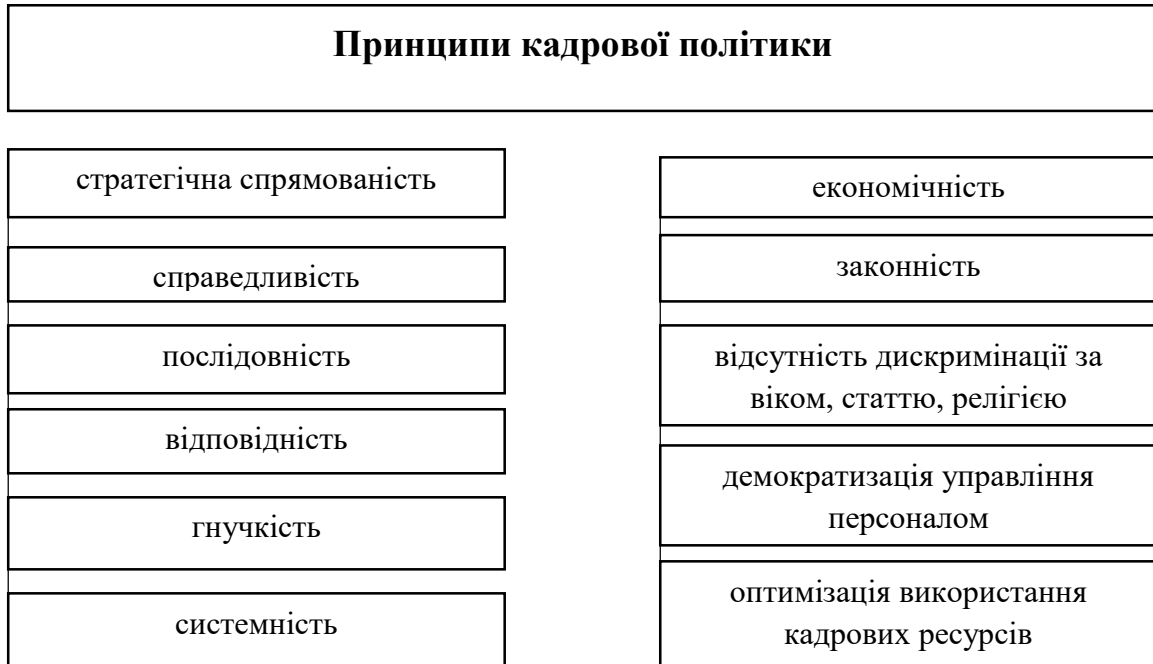 Принципи кадрової політики
стратегічна спрямованість
справедливість
послідовність
відповідність
гнучкість
системність
економічність
законність
відсутність дискримінації за
віком, статтю, релігією
демократизація управління
персоналом
оптимізація використання
кадрових ресурсів